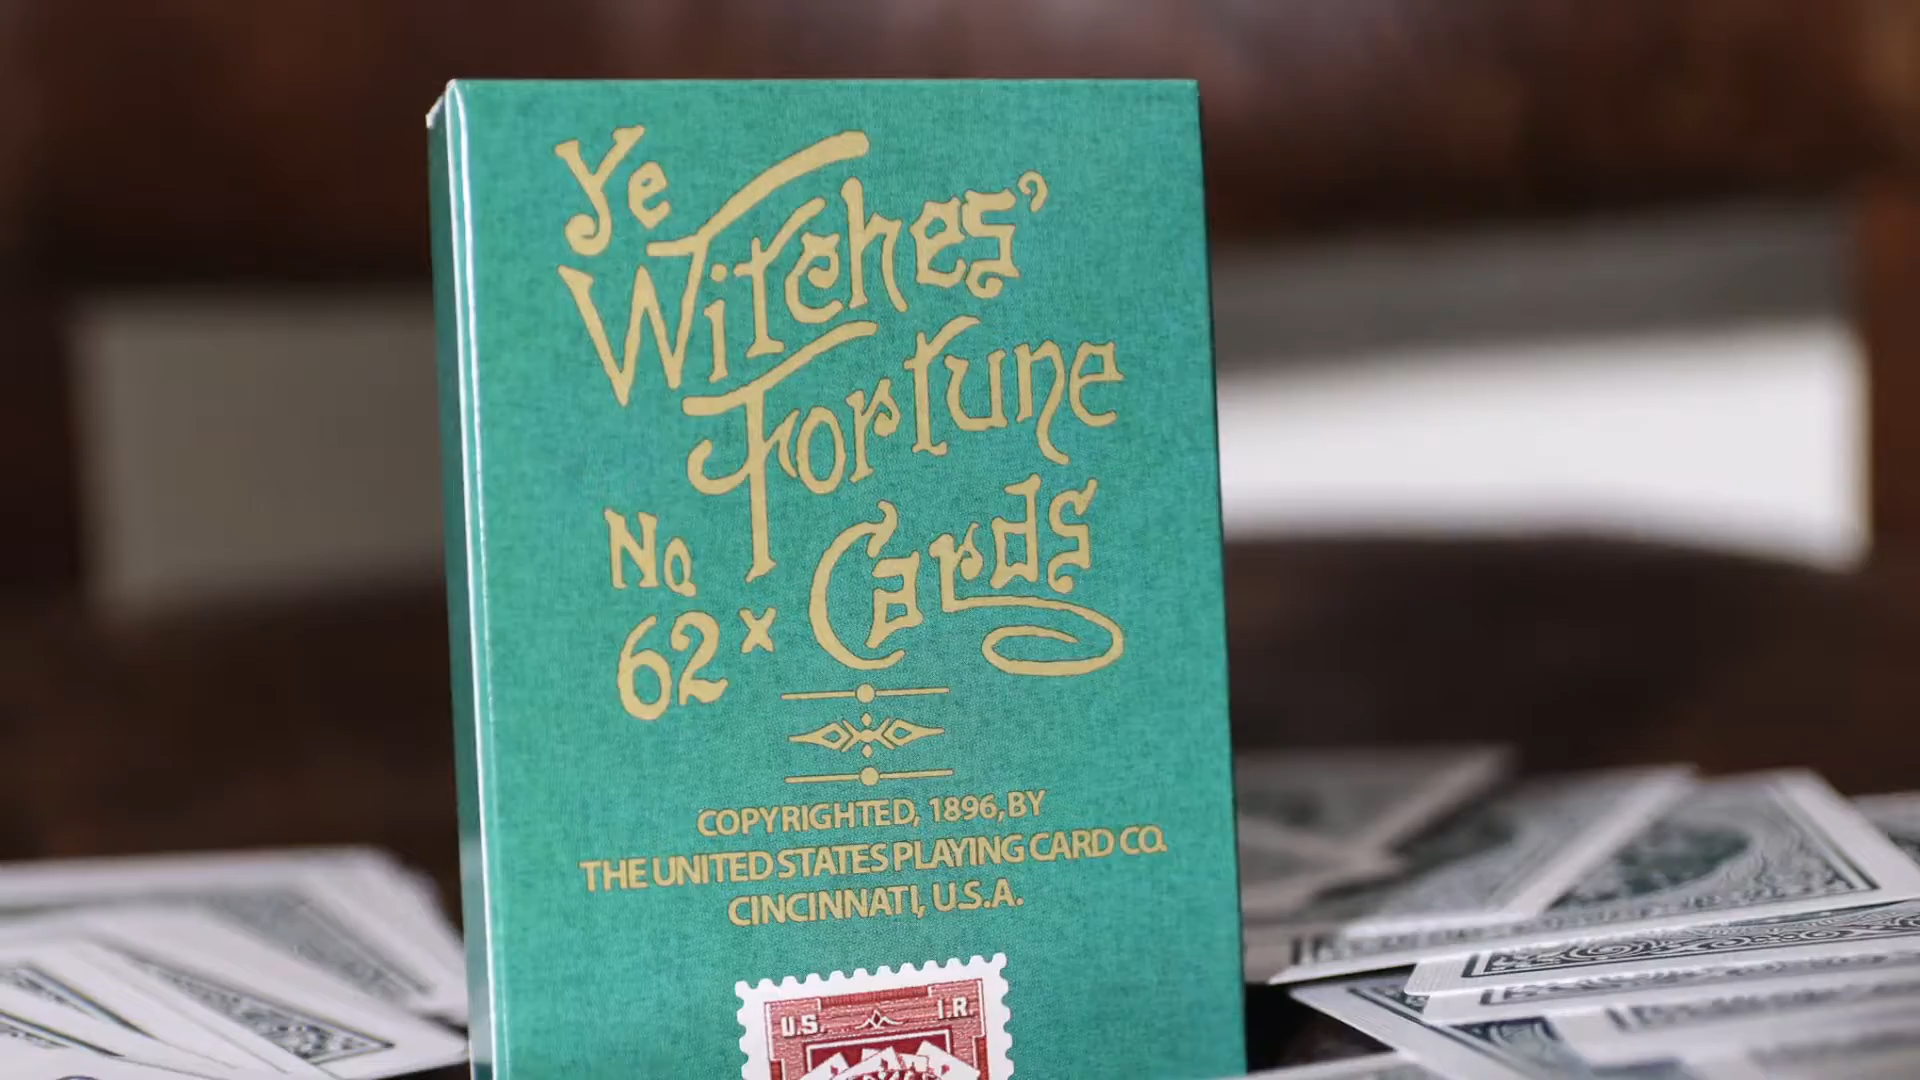 Ye
Witches’
Fortune
Cards
No
62x
COPYRIGHTED, 1896, BY
THE UNITED STATES PLAYING CARD CO.
CINCINNATI, U.S.A.
U.S. I.R.